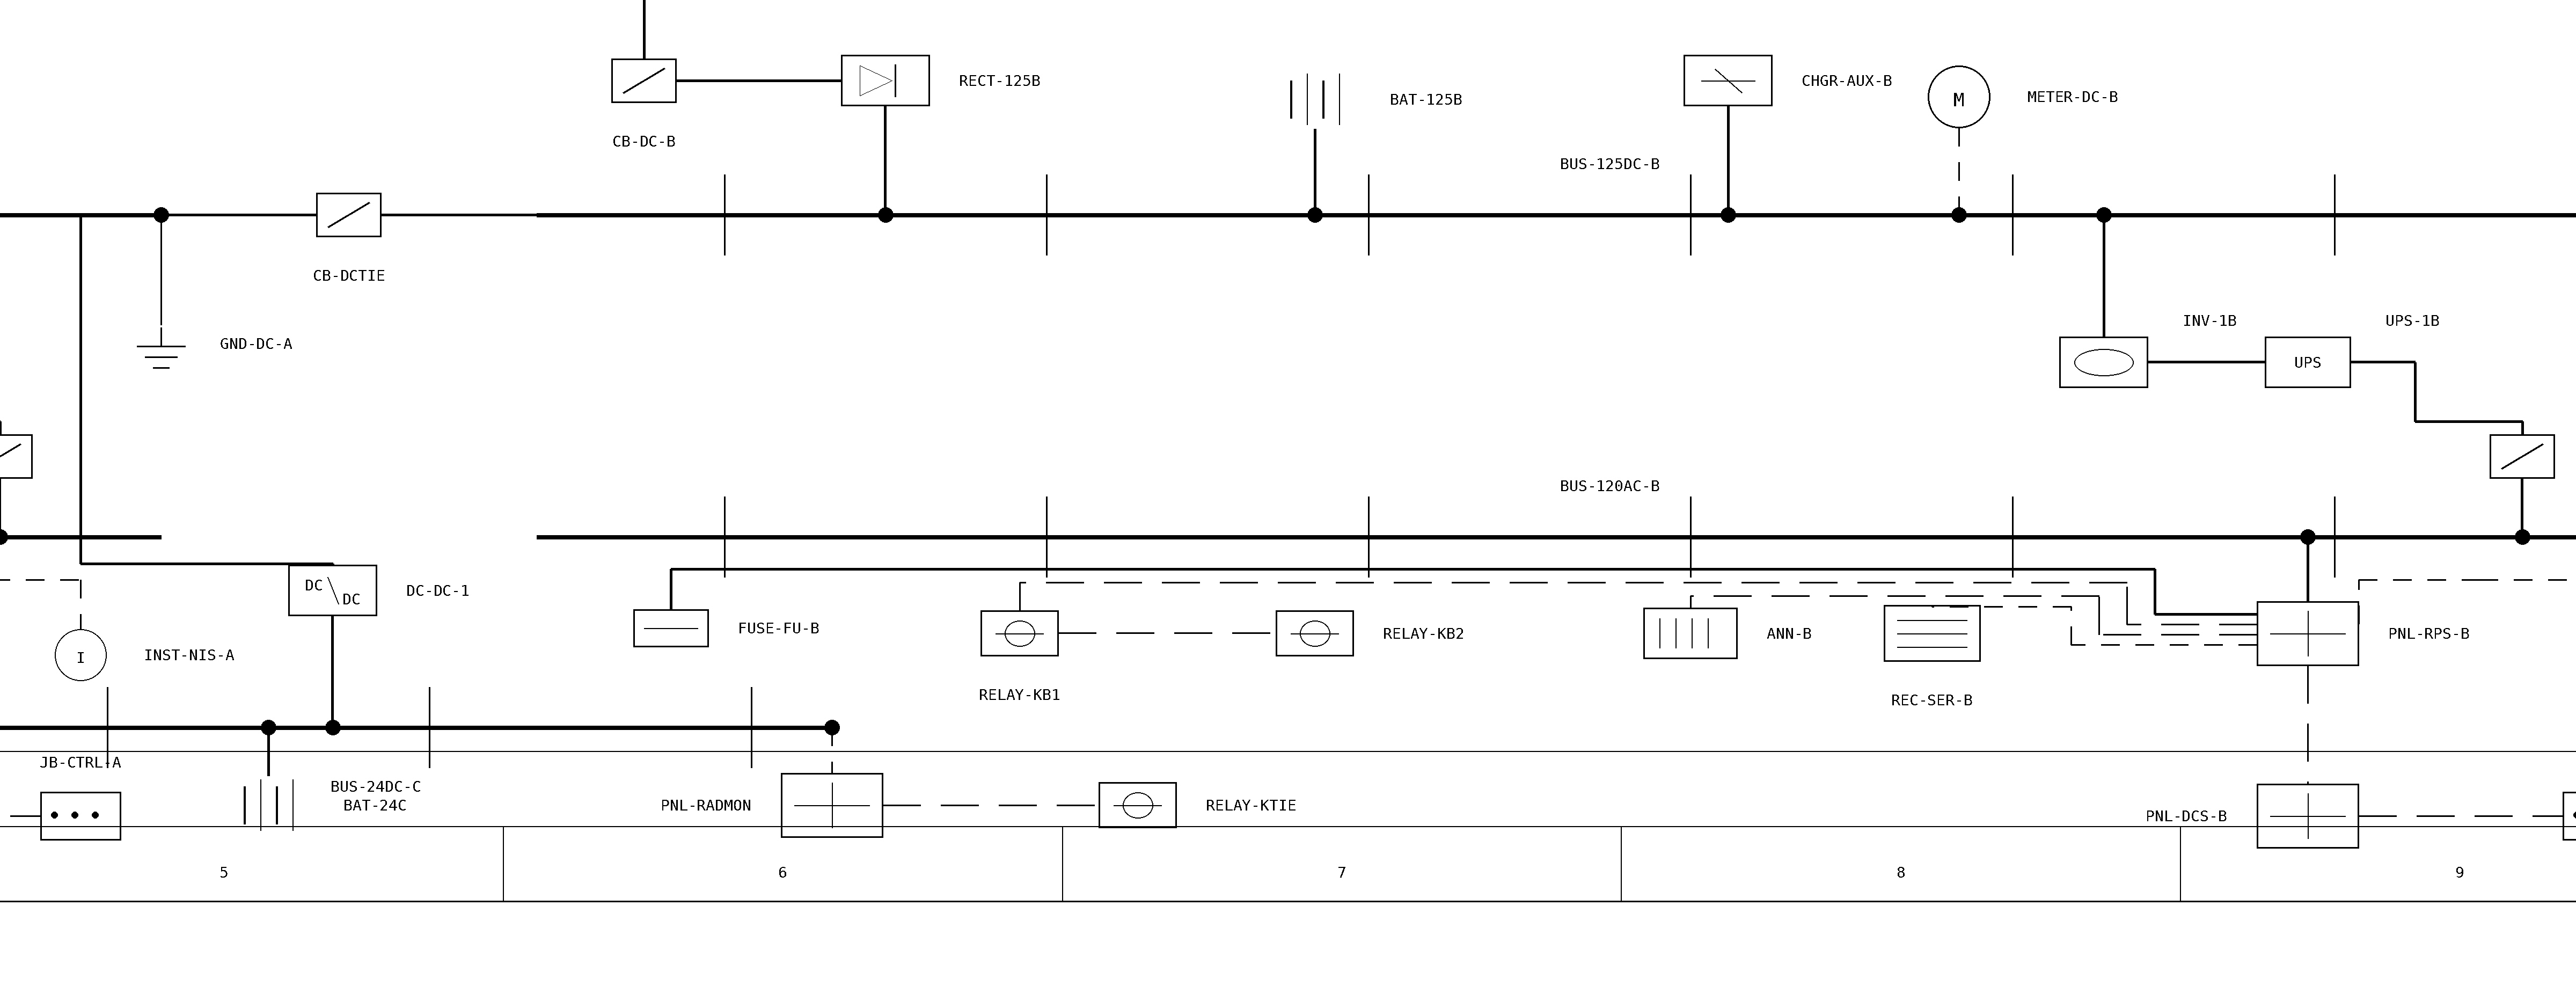 RECT-125B
CHGR-AUX-B
M
METER-DC-B
BAT-125B
CB-DC-B
BUS-125DC-B
CB-DCTIE
INV-1B
UPS-1B
GND-DC-A
UPS
BUS-120AC-B
DC
DC
DC-DC-1
FUSE-FU-B
RELAY-KB2
ANN-B
PNL-RPS-B
I
INST-NIS-A
RELAY-KB1
REC-SER-B
JB-CTRL-A
BUS-24DC-C
BAT-24C
PNL-RADMON
RELAY-KTIE
PNL-DCS-B
5
6
7
8
9